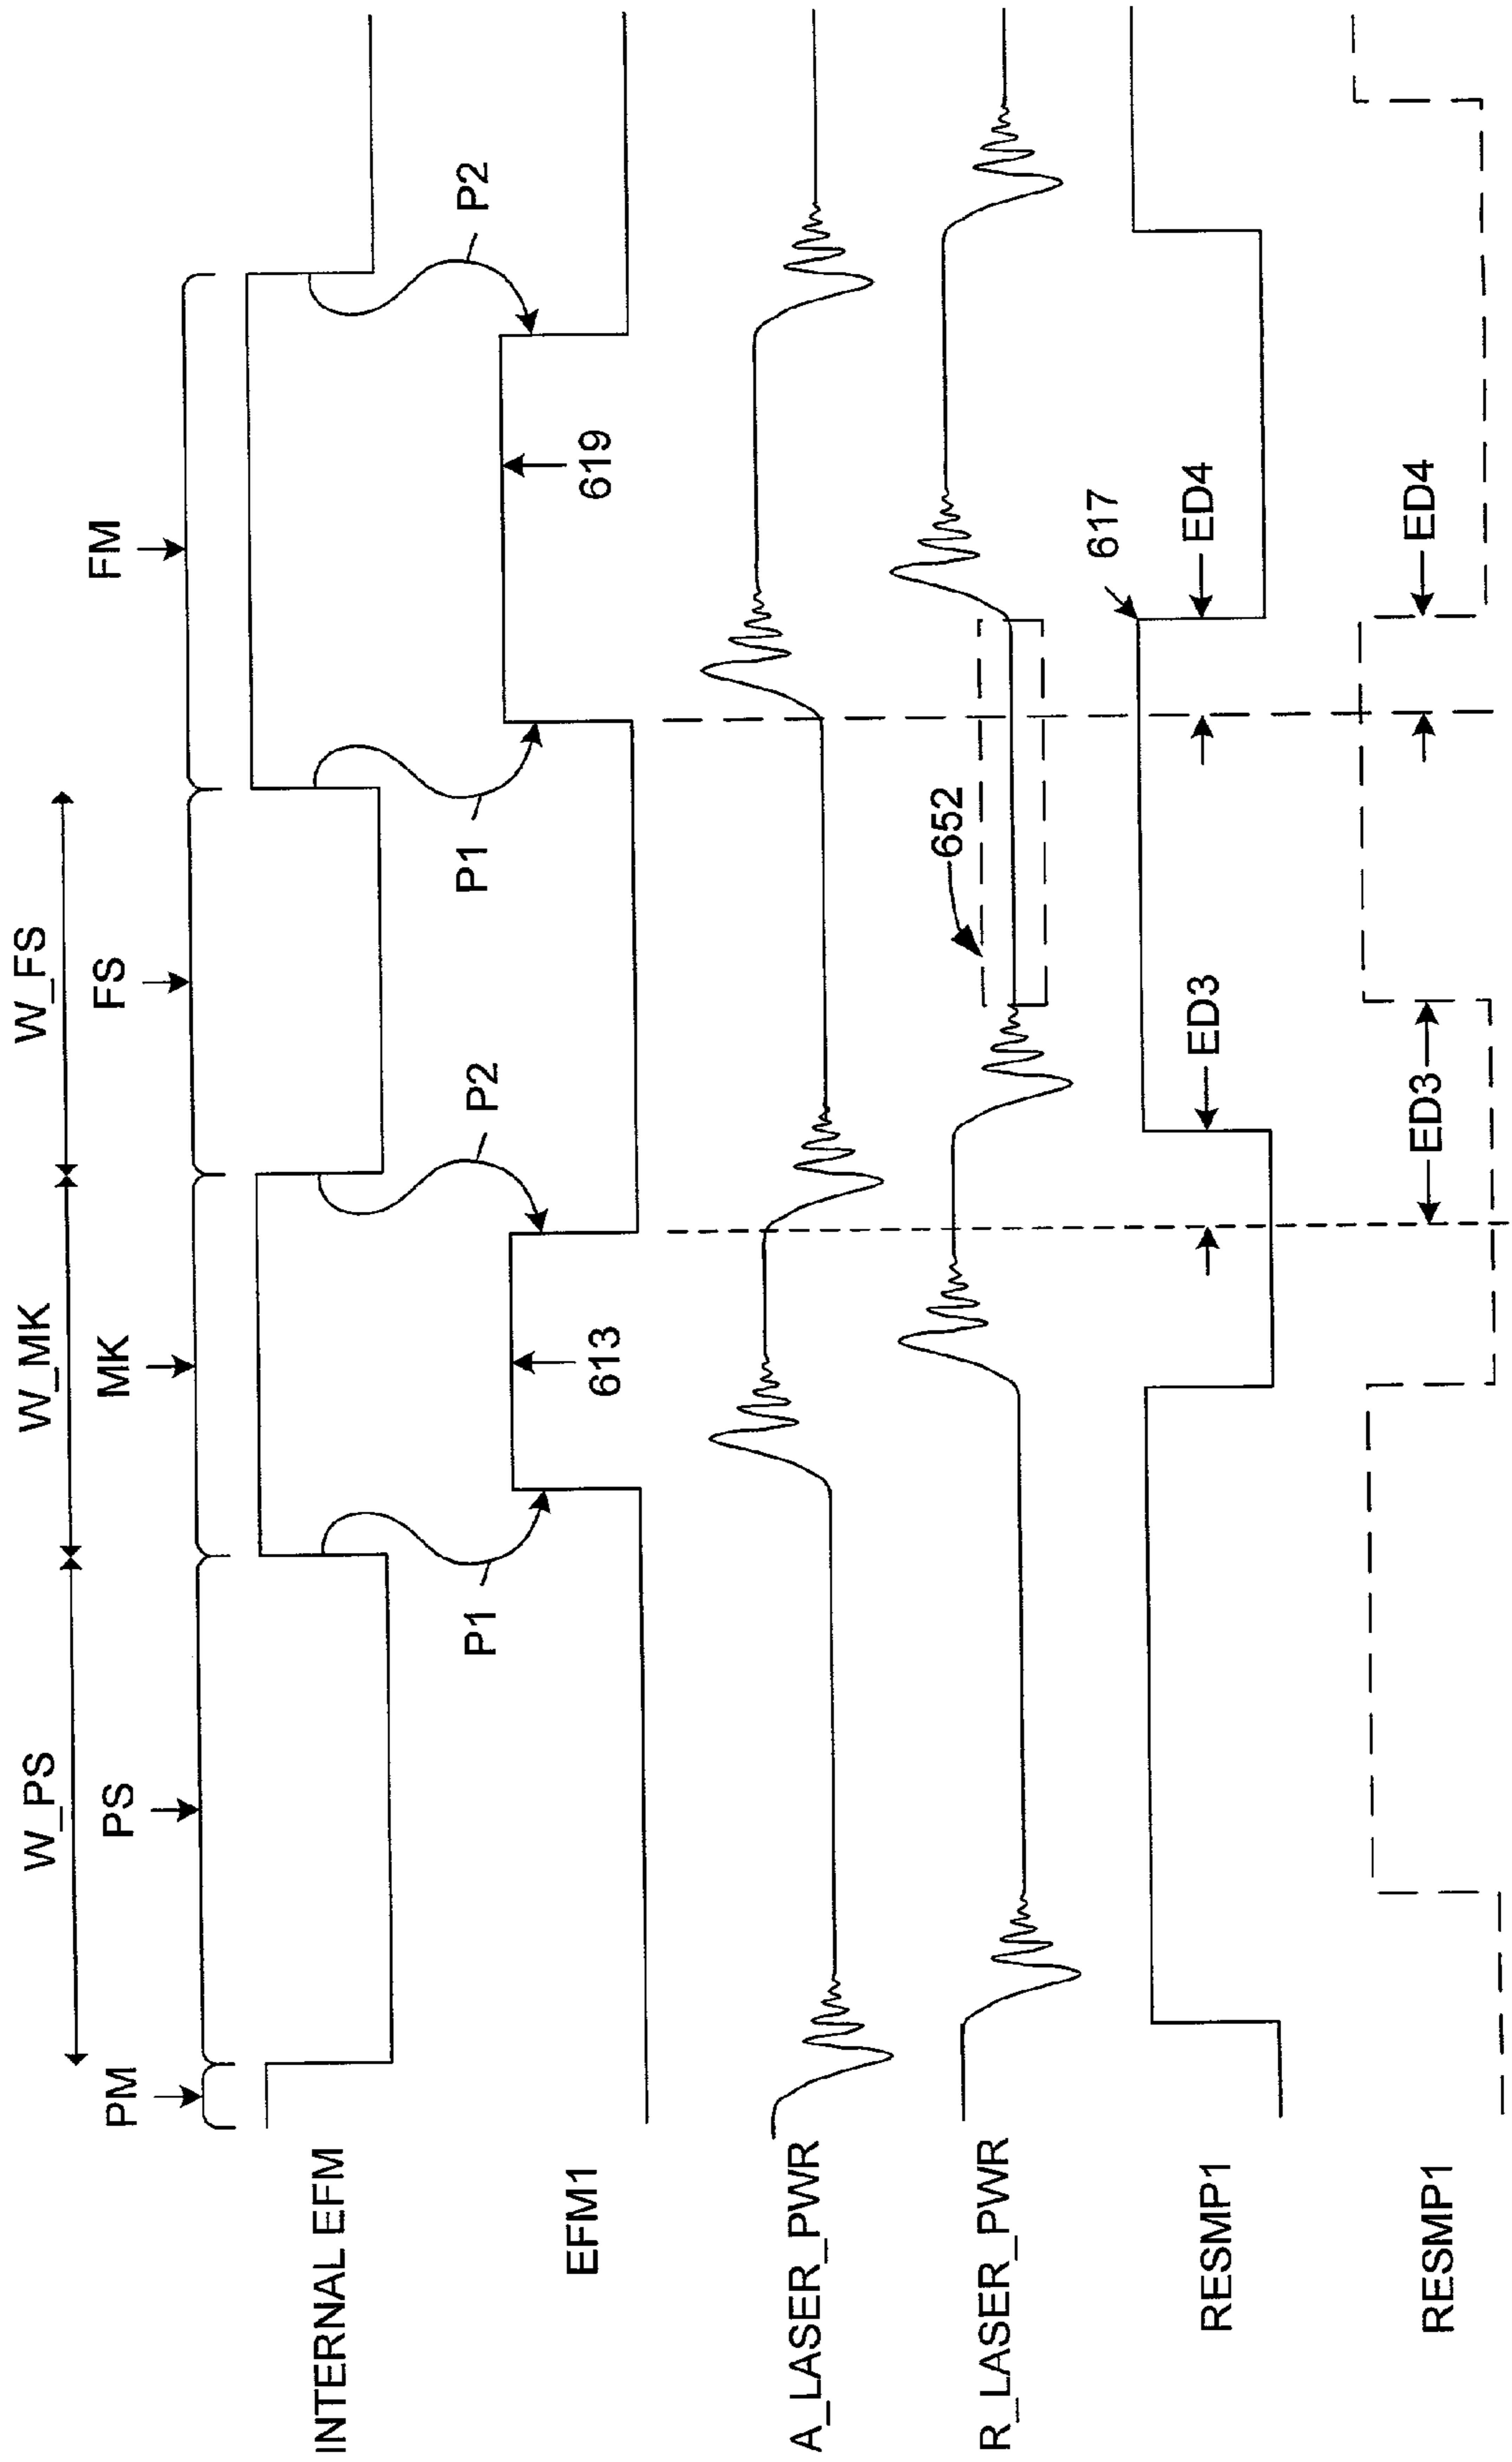 W_PS W_MK W_FS
PM PS MK FS FM
INTERNAL EFM
P1 P2 P1 P2
EFM1
613 619
A_LASER_PWR
R_LASER_PWR
652
617
RESMP1
ED3 ED4
RESMP1
ED3 ED4